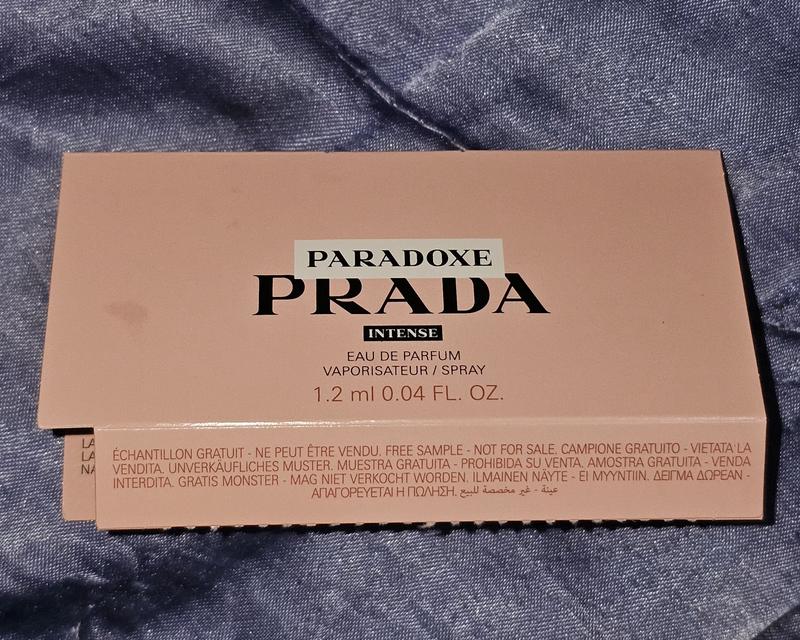 PARADOXE
PRADA
INTENSE
EAU DE PARFUM
VAPORISATEUR / SPRAY
1.2 ml 0.04 FL. OZ.
ÉCHANTILLON GRATUIT - NE PEUT ÊTRE VENDU. FREE SAMPLE - NOT FOR SALE. CAMPIONE GRATUITO - VIETATA LA
VENDITA. UNVERKÄUFLICHES MUSTER. MUESTRA GRATUITA - PROHIBIDA SU VENTA. AMOSTRA GRATUITA - VENDA
INTERDITA. GRATIS MONSTER - MAG NIET VERKOCHT WORDEN. ILMAINEN NÄYTE - EI MYYNTIIN. ΔΕΙΓΜΑ ΔΩΡΕΑΝ -
ΑΠΑΓΟΡΕΥΕΤΑΙ Η ΠΩΛΗΣΗ. عينة - غير مخصصة للبيع
LA
LA
NA